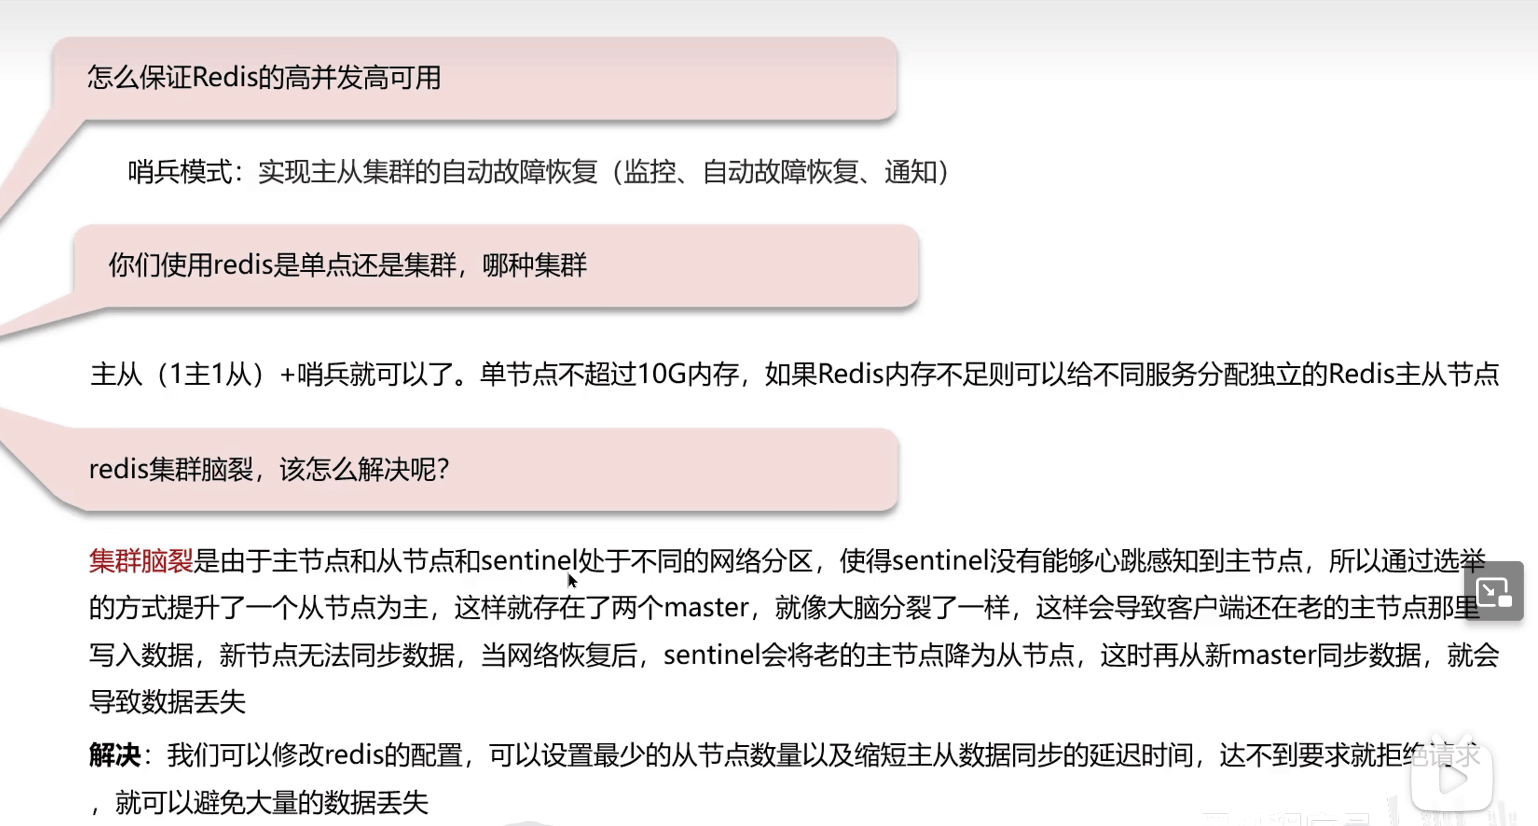 怎么保证Redis的高并发高可用
哨兵模式：实现主从集群的自动故障恢复（监控、自动故障恢复、通知）
你们使用redis是单点还是集群，哪种集群
主从（1主1从）+哨兵就可以了。单节点不超过10G内存，如果Redis内存不足则可以给不同服务分配独立的Redis主从节点
redis集群脑裂，该怎么解决呢？
集群脑裂是由于主节点和从节点和sentinel处于不同的网络分区，使得sentinel没有能够心跳感知到主节点，所以通过选举
的方式提升了一个从节点为主，这样就存在了两个master，就像大脑分裂了一样，这样会导致客户端还在老的主节点那里
写入数据，新节点无法同步数据，当网络恢复后，sentinel会将老的主节点降为从节点，这时再从新master同步数据，就会
导致数据丢失
解决：我们可以修改redis的配置，可以设置最少的从节点数量以及缩短主从数据同步的延迟时间，达不到要求就拒绝请求
，就可以避免大量的数据丢失